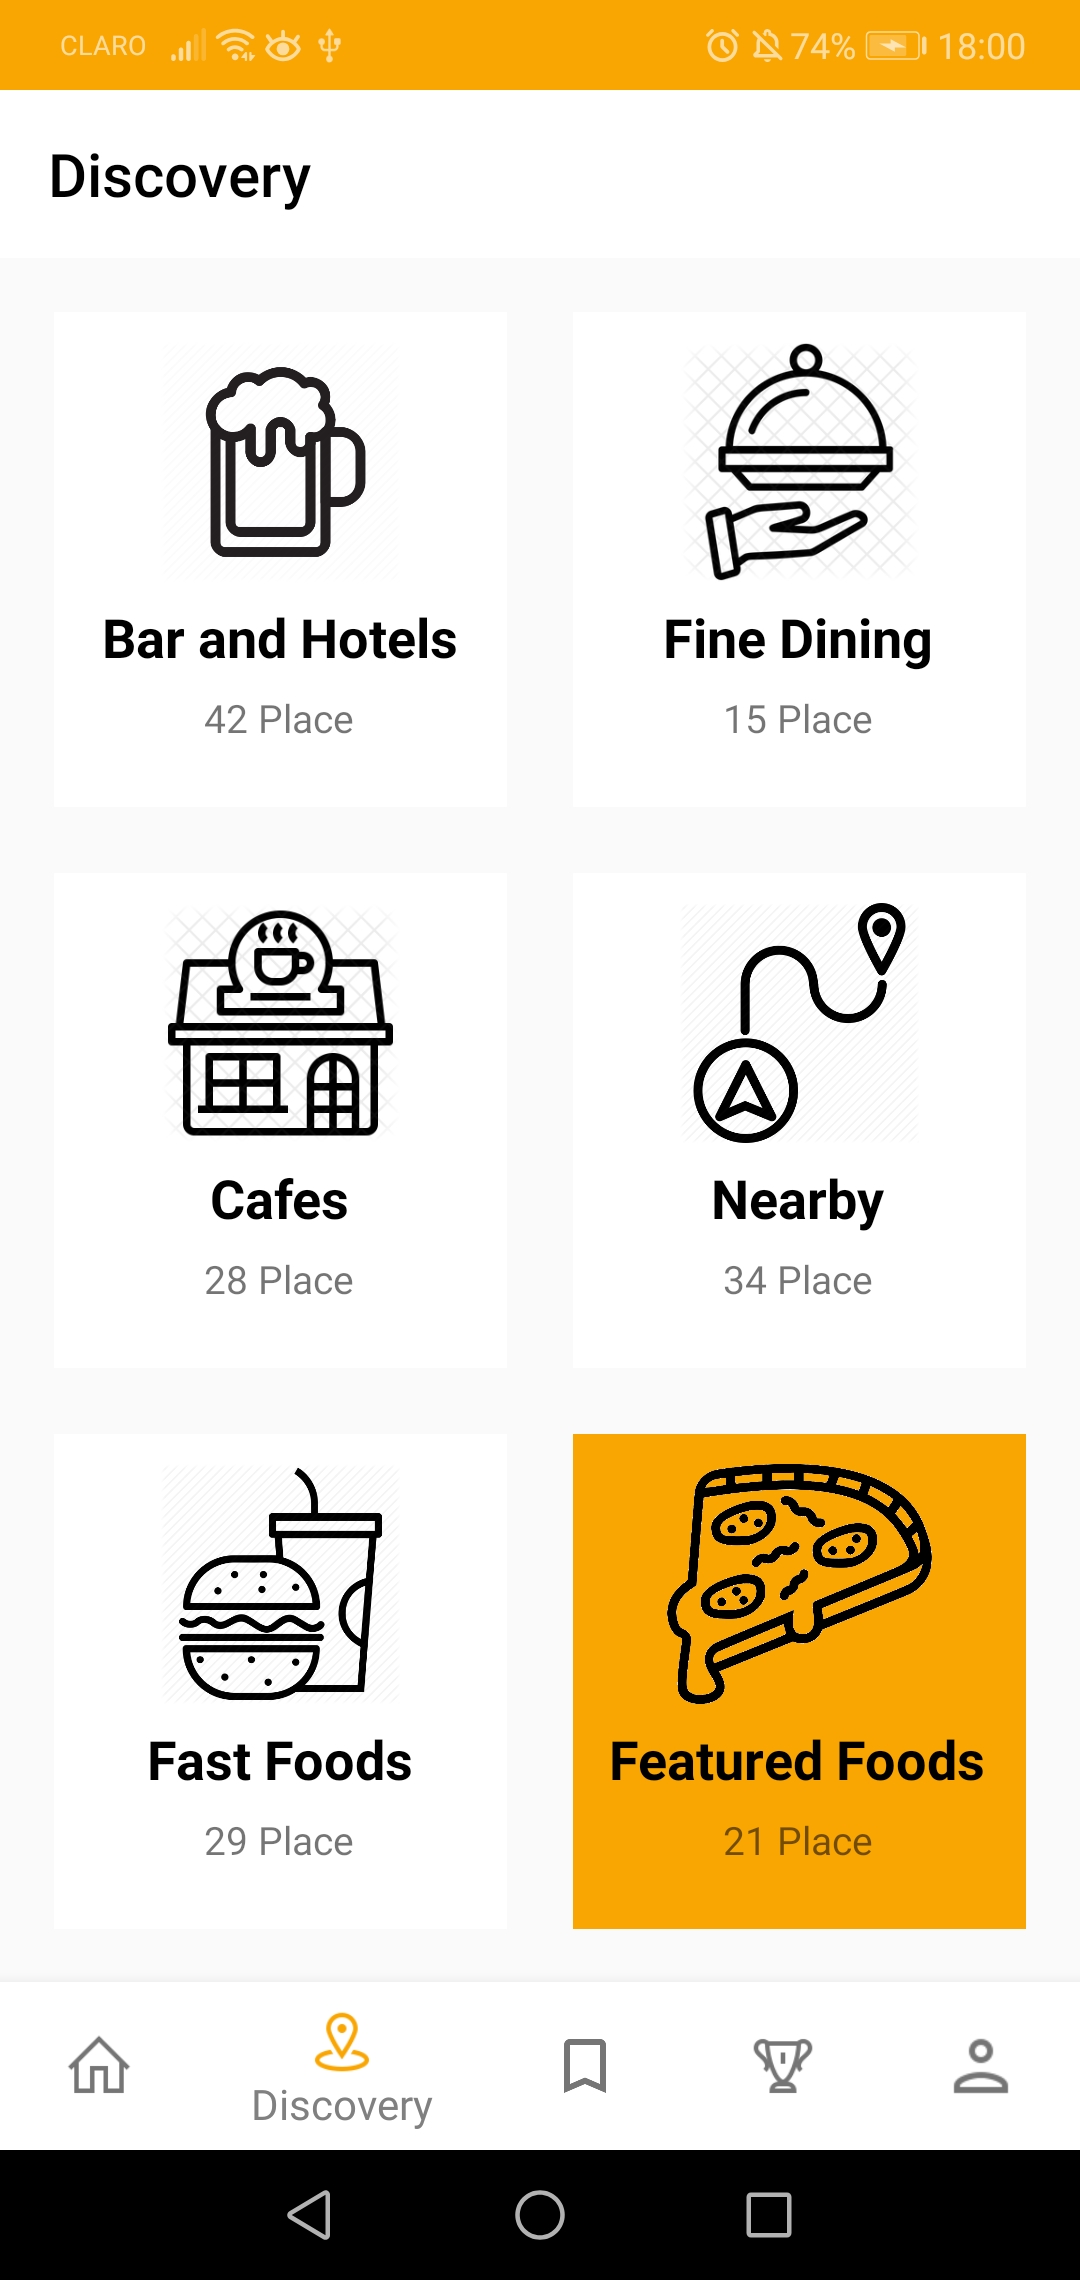 CLARO 74% 18:00
Discovery
Bar and Hotels
42 Place
Fine Dining
15 Place
Cafes
28 Place
Nearby
34 Place
Fast Foods
29 Place
Featured Foods
21 Place
Discovery